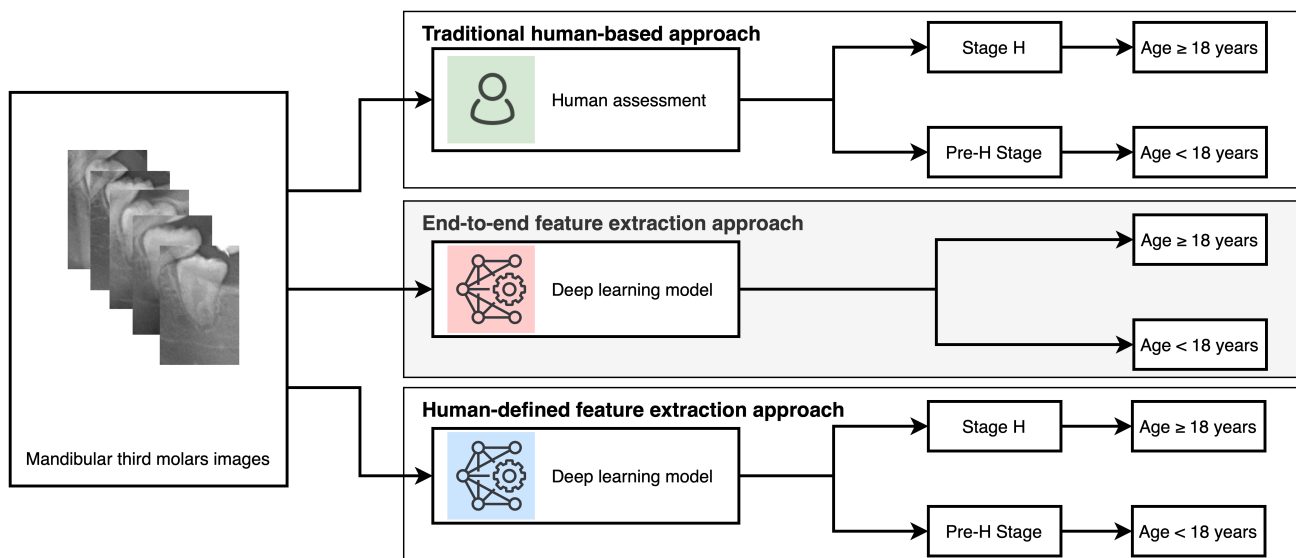 Traditional human-based approach
Human assessment
Stage H
Age ≥ 18 years
Pre-H Stage
Age < 18 years
Mandibular third molars images
End-to-end feature extraction approach
Deep learning model
Age ≥ 18 years
Age < 18 years
Human-defined feature extraction approach
Deep learning model
Stage H
Age ≥ 18 years
Pre-H Stage
Age < 18 years